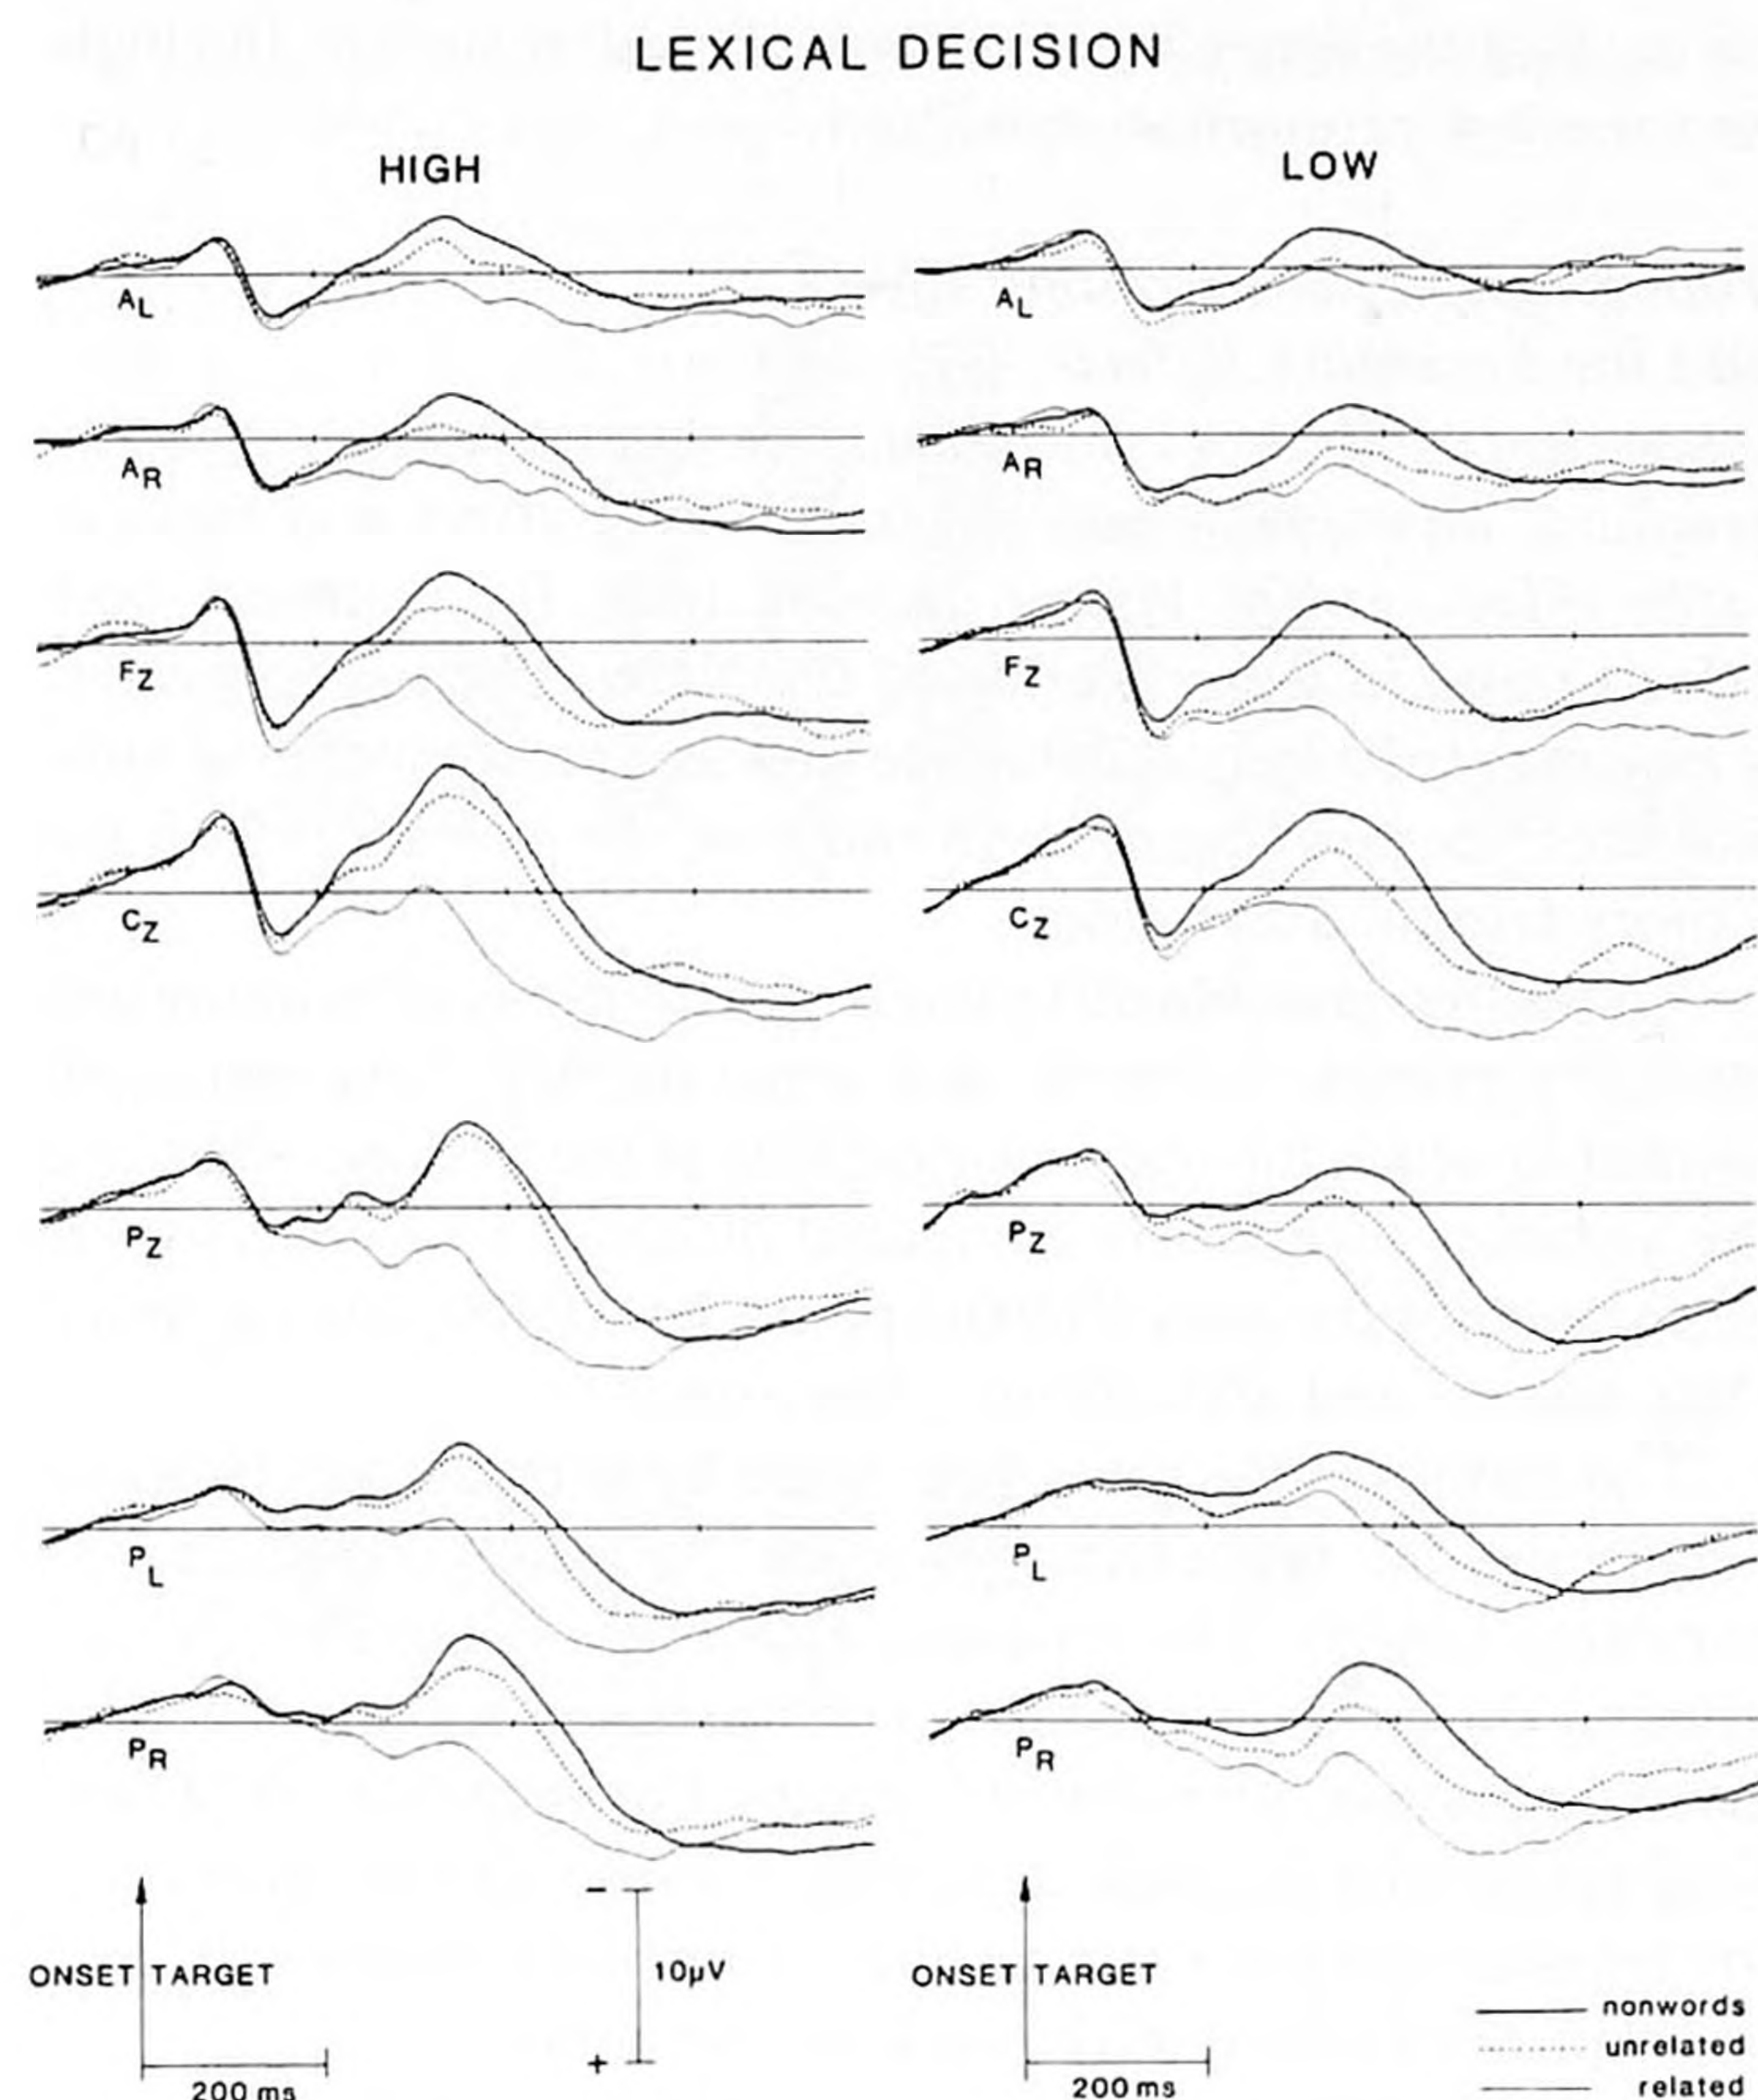 LEXICAL DECISION
HIGH
LOW
AL
AL
AR
AR
FZ
FZ
CZ
CZ
PZ
PZ
PL
PL
PR
PR
−
10µV
+
ONSET TARGET
200 ms
ONSET TARGET
200 ms
nonwords
unrelated
related